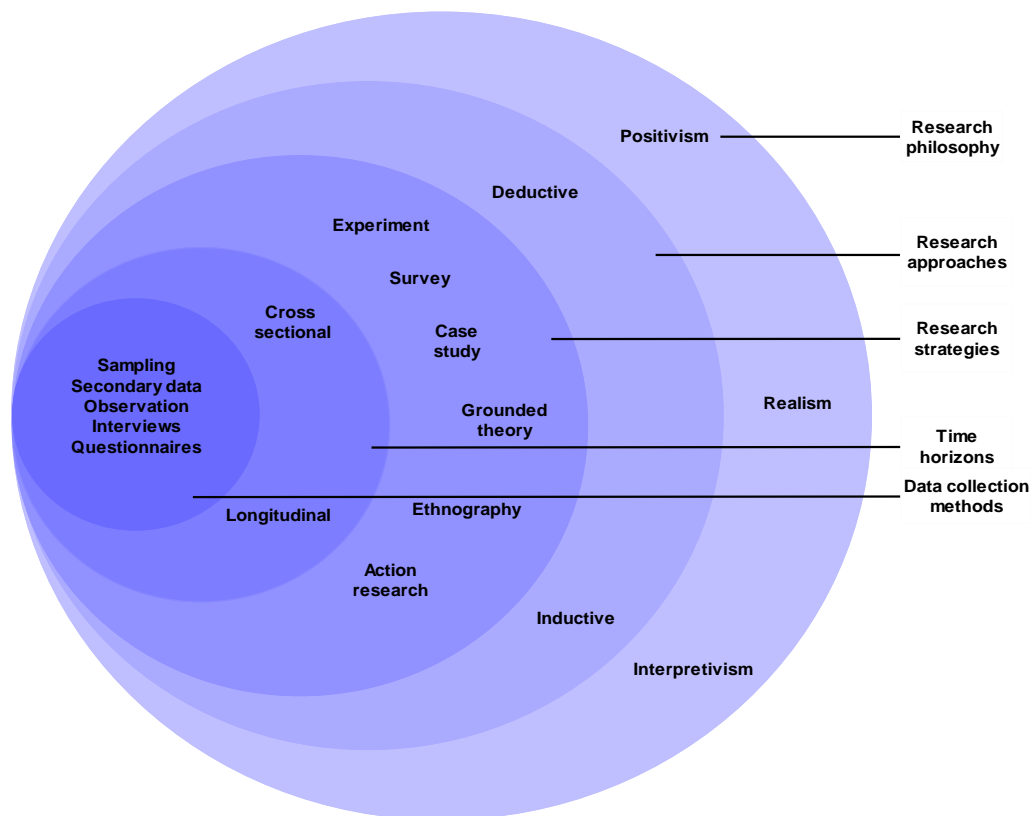 Positivism
Research
philosophy
Deductive
Experiment
Research
approaches
Survey
Cross
sectional
Case
study
Research
strategies
Sampling
Secondary data
Observation
Interviews
Questionnaires
Realism
Grounded
theory
Time
horizons
Data collection
methods
Longitudinal
Ethnography
Action
research
Inductive
Interpretivism